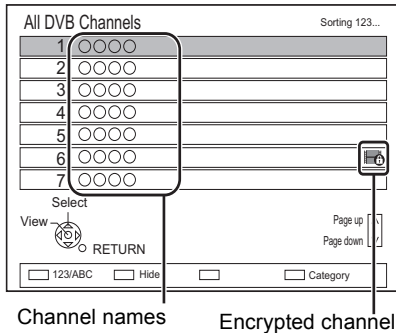 All DVB Channels Sorting 123...
1 ○○○○
2 ○○○○
3 ○○○○
4 ○○○○
5 ○○○○
6 ○○○○
7 ○○○○
Select
View
RETURN
Page up
Page down
123/ABC Hide Category
Channel names Encrypted channel